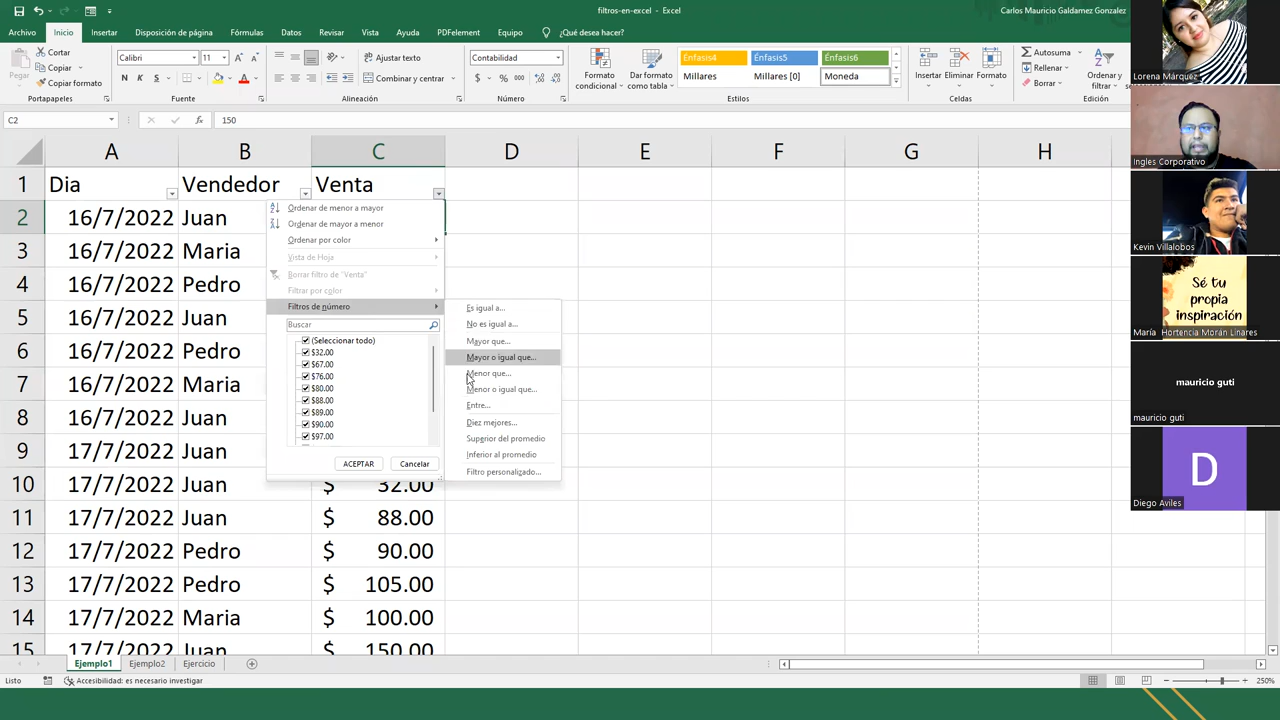 filtros-en-excel - Excel
Carlos Mauricio Galdamez Gonzalez
Archivo Inicio Insertar Disposición de página Fórmulas Datos Revisar Vista Ayuda PDFelement Equipo ¿Qué desea hacer?
Pegar
Cortar
Copiar
Copiar formato
Portapapeles
Calibri 11
N K S
Fuente
Ajustar texto
Combinar y centrar
Alineación
Contabilidad
$ % 000
Número
Formato condicional
Dar formato como tabla
Énfasis4 Énfasis5 Énfasis6
Millares Millares [0] Moneda
Estilos
Insertar Eliminar Formato
Celdas
Autosuma
Rellenar
Borrar
Ordenar y filtrar
Edición
C2 fx 150
A B C D E F G H
1 Dia Vendedor Venta
2 16/7/2022 Juan
3 16/7/2022 Maria
4 16/7/2022 Pedro
5 16/7/2022 Juan
6 16/7/2022 Pedro
7 16/7/2022 Maria
8 16/7/2022 Juan
9 17/7/2022 Juan
10 17/7/2022 Juan $ 32.00
11 17/7/2022 Juan $ 88.00
12 17/7/2022 Pedro $ 90.00
13 17/7/2022 Pedro $ 105.00
14 17/7/2022 Maria $ 100.00
15 17/7/2022 Juan $ 150.00
Ordenar de menor a mayor
Ordenar de mayor a menor
Ordenar por color
Vista de Hoja
Borrar filtro de "Venta"
Filtrar por color
Filtros de número
Buscar
(Seleccionar todo)
$32.00
$67.00
$76.00
$80.00
$88.00
$89.00
$90.00
$97.00
ACEPTAR Cancelar
Es igual a...
No es igual a...
Mayor que...
Mayor o igual que...
Menor que...
Menor o igual que...
Entre...
Diez mejores...
Superior del promedio
Inferior al promedio
Filtro personalizado...
Ejemplo1 Ejemplo2 Ejercicio
Listo Accesibilidad: es necesario investigar 250%
Lorena Márquez
Ingles Corporativo
Kevin Villalobos
Sé tu
propia
inspiración
María Hortencia Morán Linares
mauricio guti
mauricio guti
D
Diego Aviles